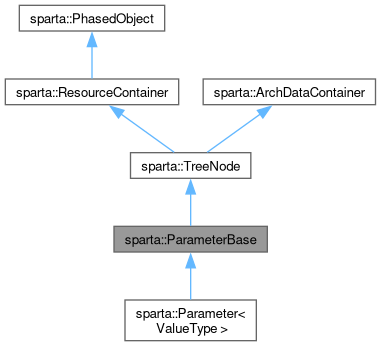 sparta::PhasedObject
sparta::ResourceContainer
sparta::ArchDataContainer
sparta::TreeNode
sparta::ParameterBase
sparta::Parameter<
ValueType >